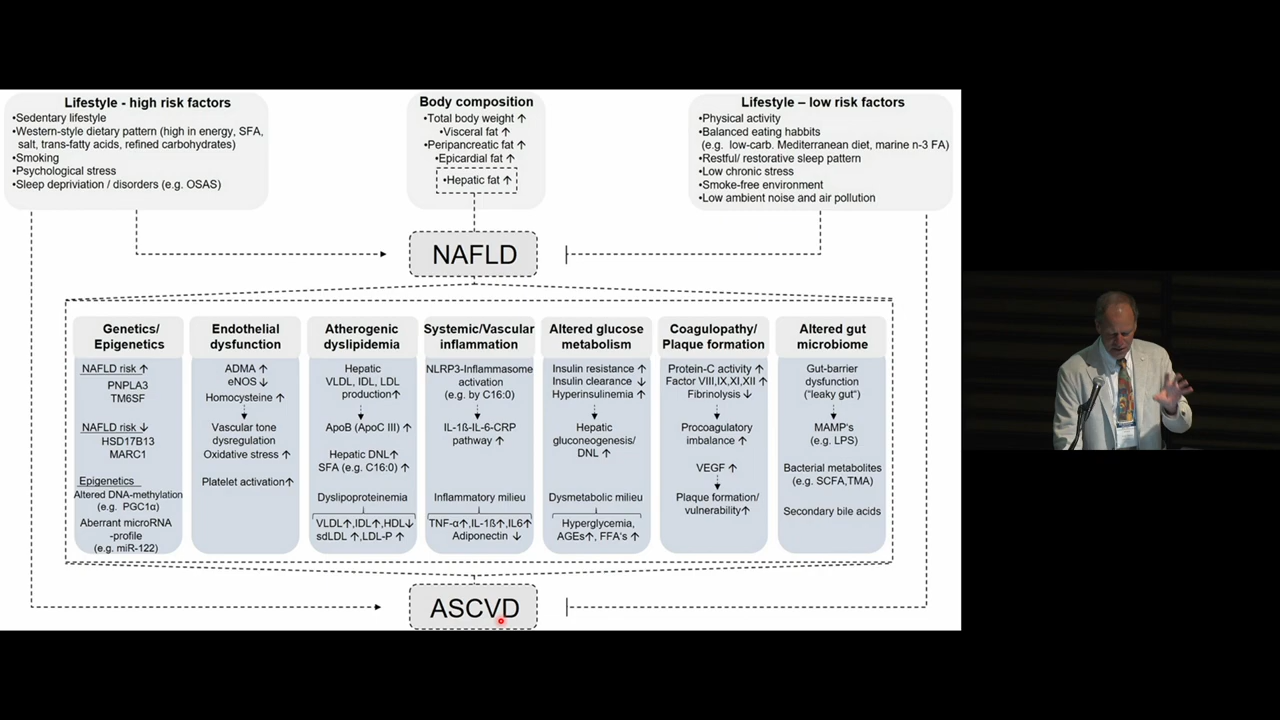 Lifestyle - high risk factors
•Sedentary lifestyle
•Western-style dietary pattern (high in energy, SFA,
salt, trans-fatty acids, refined carbohydrates)
•Smoking
•Psychological stress
•Sleep depriviation / disorders (e.g. OSAS)
Body composition
•Total body weight ↑
•Visceral fat ↑
•Peripancreatic fat ↑
•Epicardial fat ↑
•Hepatic fat ↑
Lifestyle – low risk factors
•Physical activity
•Balanced eating habbits
(e.g. low-carb. Mediterranean diet, marine n-3 FA)
•Restful/ restorative sleep pattern
•Low chronic stress
•Smoke-free environment
•Low ambient noise and air pollution
NAFLD
Genetics/
Epigenetics
NAFLD risk ↑
PNPLA3
TM6SF
NAFLD risk ↓
HSD17B13
MARC1
Epigenetics
Altered DNA-methylation
(e.g. PGC1α)
Aberrant microRNA
-profile
(e.g. miR-122)
Endothelial
dysfunction
ADMA ↑
eNOS ↓
Homocysteine ↑
Vascular tone
dysregulation
Oxidative stress ↑
Platelet activation↑
Atherogenic
dyslipidemia
Hepatic
VLDL, IDL, LDL
production↑
ApoB (ApoC III) ↑
Hepatic DNL↑
SFA (e.g. C16:0) ↑
Dyslipoproteinemia
VLDL↑,IDL↑,HDL↓
sdLDL ↑,LDL-P ↑
Systemic/Vascular
inflammation
NLRP3-Inflammasome
activation
(e.g. by C16:0)
IL-1ß-IL-6-CRP
pathway ↑
Inflammatory milieu
TNF-α↑,IL-1ß↑,IL6↑
Adiponectin ↓
Altered glucose
metabolism
Insulin resistance ↑
Insulin clearance ↓
Hyperinsulinemia ↑
Hepatic
gluconeogenesis/
DNL ↑
Dysmetabolic milieu
Hyperglycemia,
AGEs↑, FFA's ↑
Coagulopathy/
Plaque formation
Protein-C activity ↑
Factor VIII,IX,XI,XII ↑
Fibrinolysis ↓
Procoagulatory
imbalance ↑
VEGF ↑
Plaque formation/
vulnerability↑
Altered gut
microbiome
Gut-barrier
dysfunction
("leaky gut")
MAMP's
(e.g. LPS)
Bacterial metabolites
(e.g. SCFA,TMA)
Secondary bile acids
ASCVD